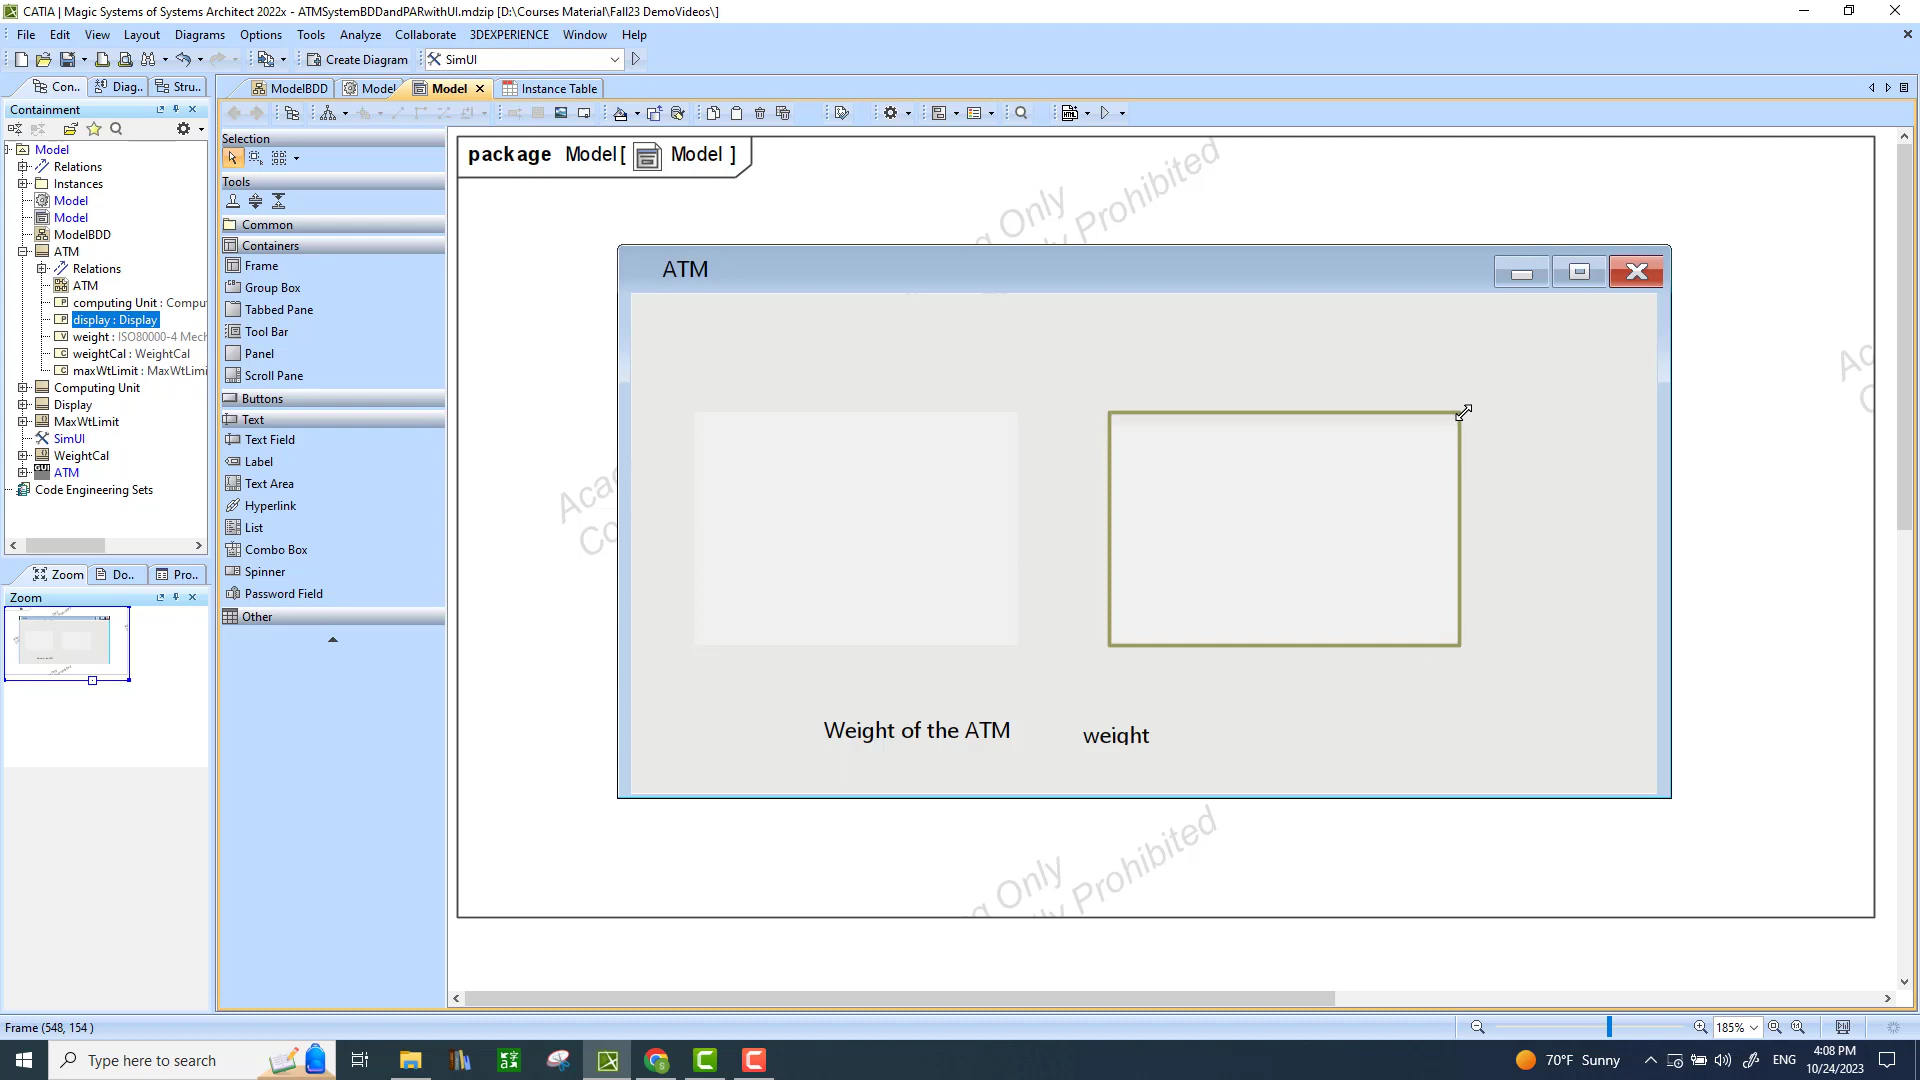 CATIA | Magic Systems of Systems Architect 2022x - ATMSystemBDDandPARwithUI.mdzip [D:\Courses Material\Fall23 DemoVideos\]
File Edit View Layout Diagrams Options Tools Analyze Collaborate 3DEXPERIENCE Window Help
Create Diagram SimUI
Con.. Diag.. Stru..
ModelBDD Model Model Instance Table
Containment
Model
Relations
Instances
Model
Model
ModelBDD
ATM
Relations
ATM
computing Unit : Compu
display : Display
weight : ISO80000-4 Mech
weightCal : WeightCal
maxWtLimit : MaxWtLimi
Computing Unit
Display
MaxWtLimit
SimUI
WeightCal
GUI ATM
Code Engineering Sets
Zoom Do.. Pro..
Zoom
Selection
Tools
Common
Containers
Frame
Group Box
Tabbed Pane
Tool Bar
Panel
Scroll Pane
Buttons
Text
Text Field
Label
Text Area
Hyperlink
List
Combo Box
Spinner
Password Field
Other
package Model[ Model ]
ATM
Weight of the ATM weight
Only
Prohibited
Only
Prohibited
Frame (548, 154 )
185%
Type here to search
70°F Sunny
ENG
4:08 PM
10/24/2023